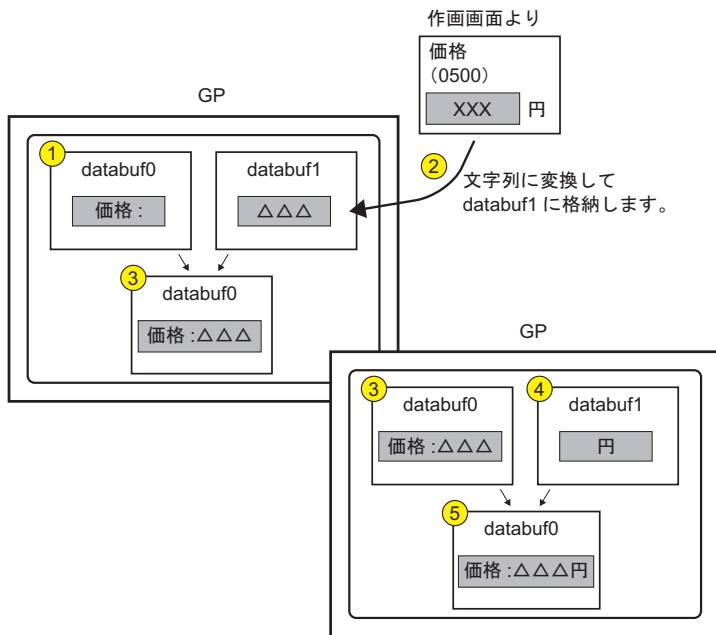 作画画面より
価格
（0500）
XXX 円
GP
① databuf0
価格 :
databuf1
△△△
② 文字列に変換して
databuf1 に格納します。
③ databuf0
価格 :△△△
GP
③ databuf0
価格 :△△△
④ databuf1
円
⑤ databuf0
価格 :△△△円